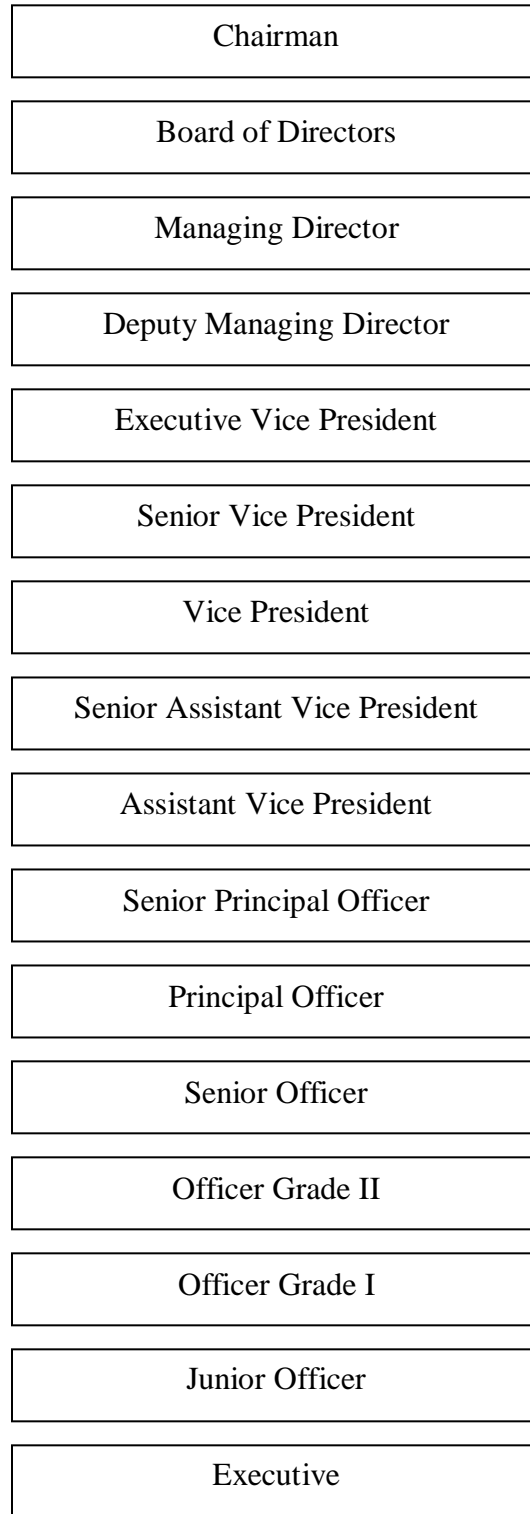 Chairman
Board of Directors
Managing Director
Deputy Managing Director
Executive Vice President
Senior Vice President
Vice President
Senior Assistant Vice President
Assistant Vice President
Senior Principal Officer
Principal Officer
Senior Officer
Officer Grade II
Officer Grade I
Junior Officer
Executive